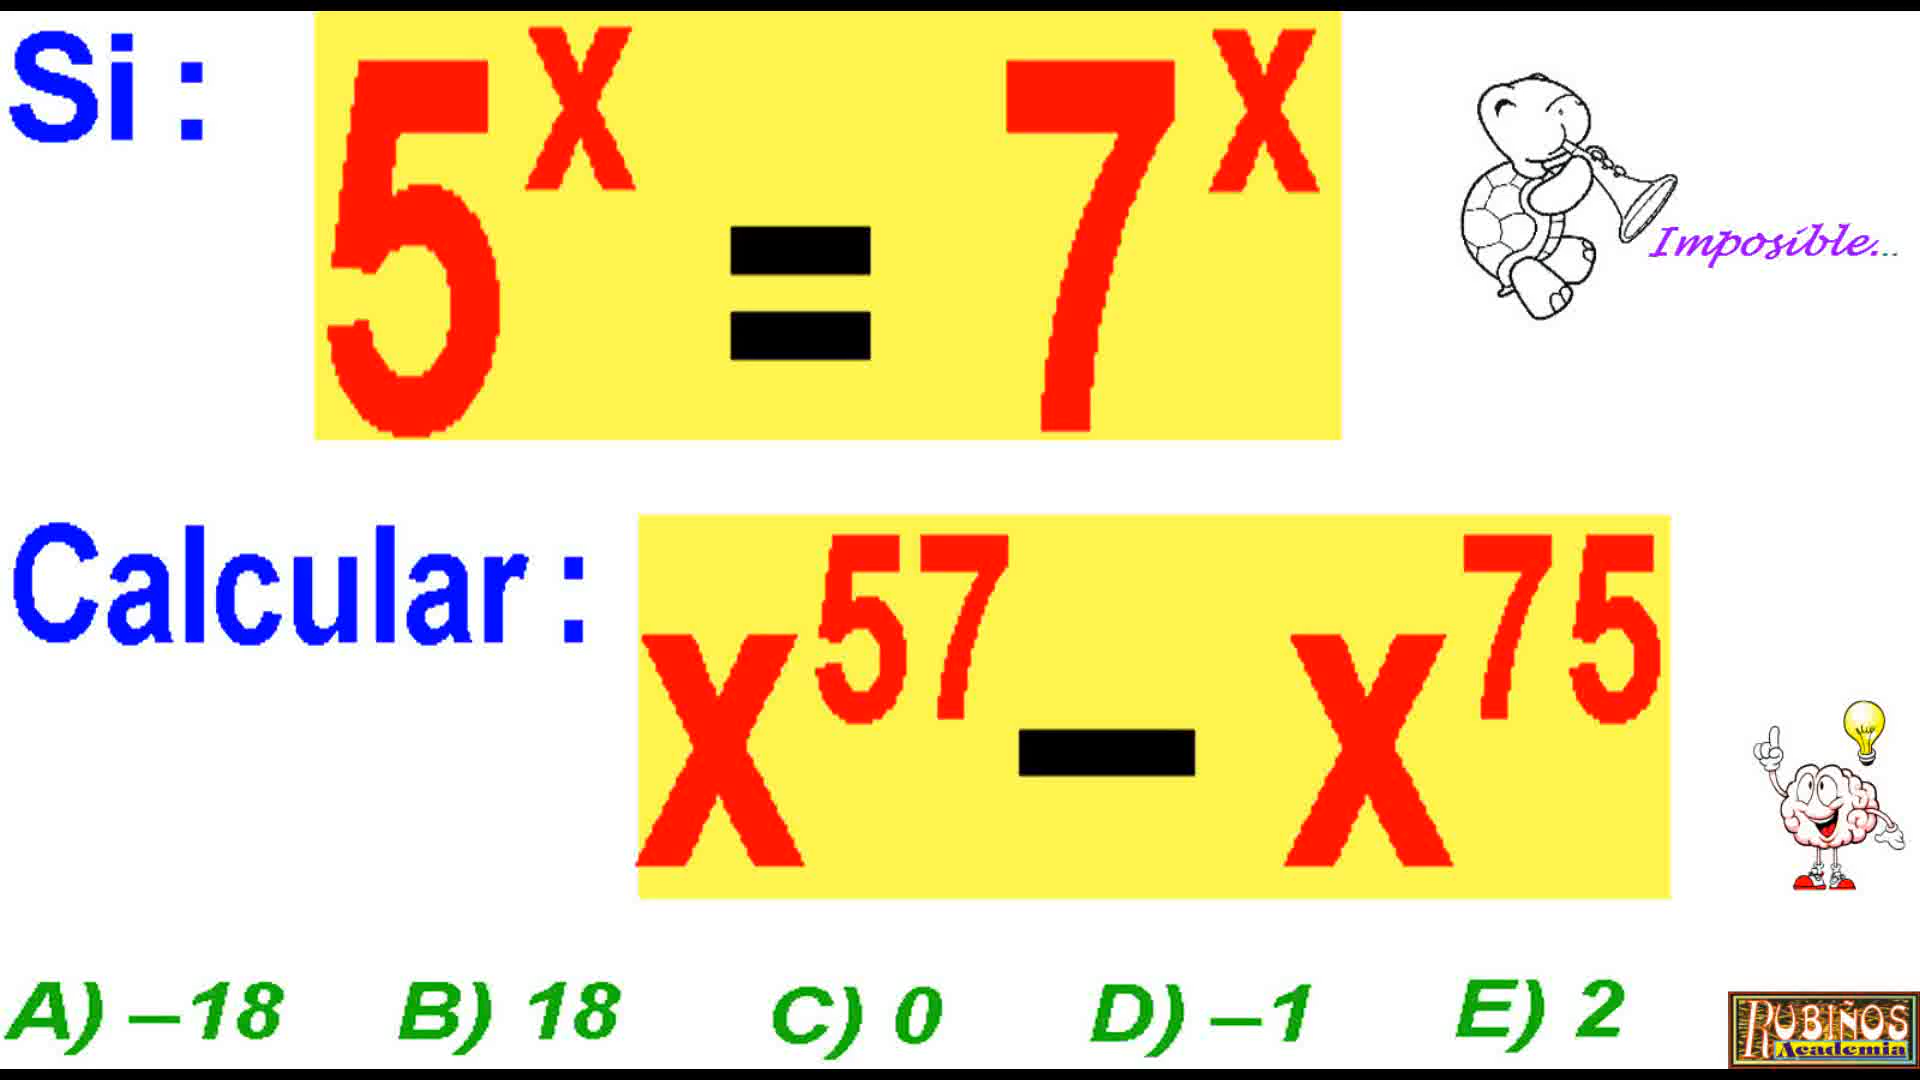 Si : 5^x = 7^x
Imposible...
Calcular : x^57 – x^75
A) –18 B) 18 C) 0 D) –1 E) 2
RUBIÑOS
Academia